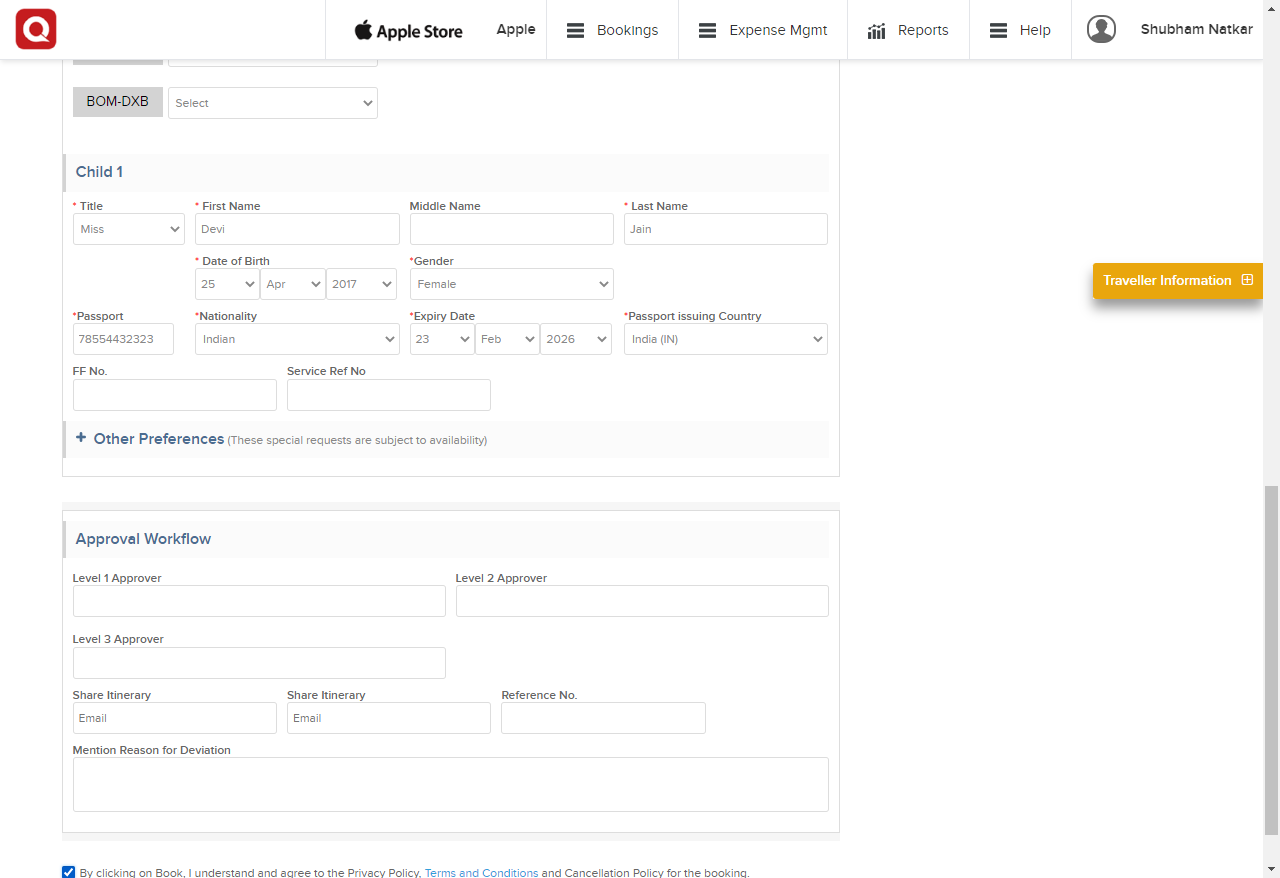 Q
Apple Store
Apple
Bookings
Expense Mgmt
Reports
Help
Shubham Natkar
BOM-DXB
Select
Child 1
* Title
* First Name
Middle Name
* Last Name
Miss
Devi
Jain
* Date of Birth
*Gender
25
Apr
2017
Female
Traveller Information
*Passport
*Nationality
*Expiry Date
*Passport issuing Country
78554432323
Indian
23
Feb
2026
India (IN)
FF No.
Service Ref No
+ Other Preferences (These special requests are subject to availability)
Approval Workflow
Level 1 Approver
Level 2 Approver
Level 3 Approver
Share Itinerary
Share Itinerary
Reference No.
Email
Email
Mention Reason for Deviation
By clicking on Book, I understand and agree to the Privacy Policy, Terms and Conditions and Cancellation Policy for the booking.